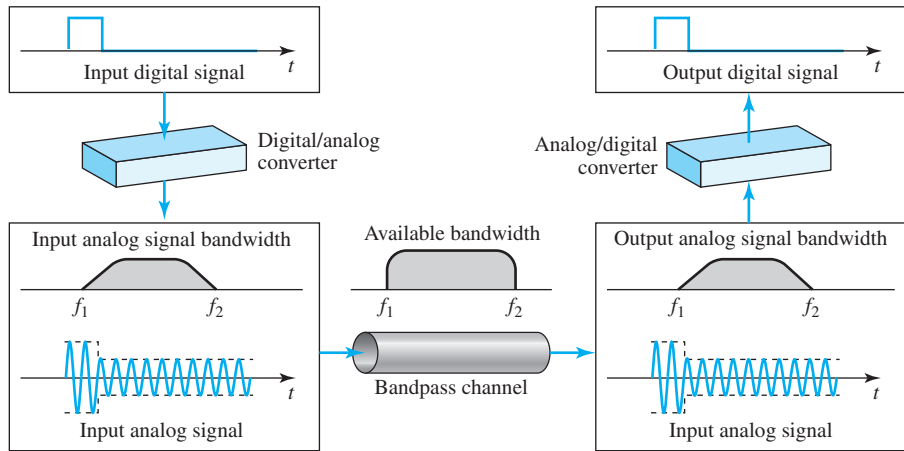 t
Input digital signal
t
Output digital signal
Digital/analog
converter
Analog/digital
converter
Input analog signal bandwidth
f₁ f₂
t
Input analog signal
Available bandwidth
f₁ f₂
Bandpass channel
Output analog signal bandwidth
f₁ f₂
t
Input analog signal